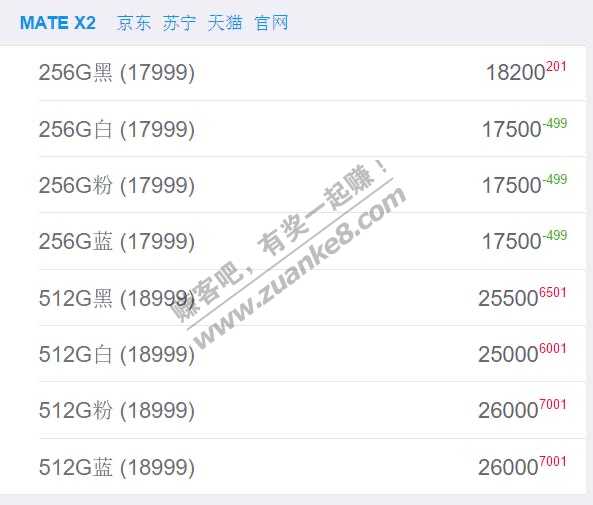 MATE X2 京东 苏宁 天猫 官网
256G黑 (17999) 18200 201
256G白 (17999) 17500 -499
256G粉 (17999) 17500 -499
256G蓝 (17999) 17500 -499
512G黑 (18999) 25500 6501
512G白 (18999) 25000 6001
512G粉 (18999) 26000 7001
512G蓝 (18999) 26000 7001
赚客吧，有奖一起赚！
www.zuanke8.com